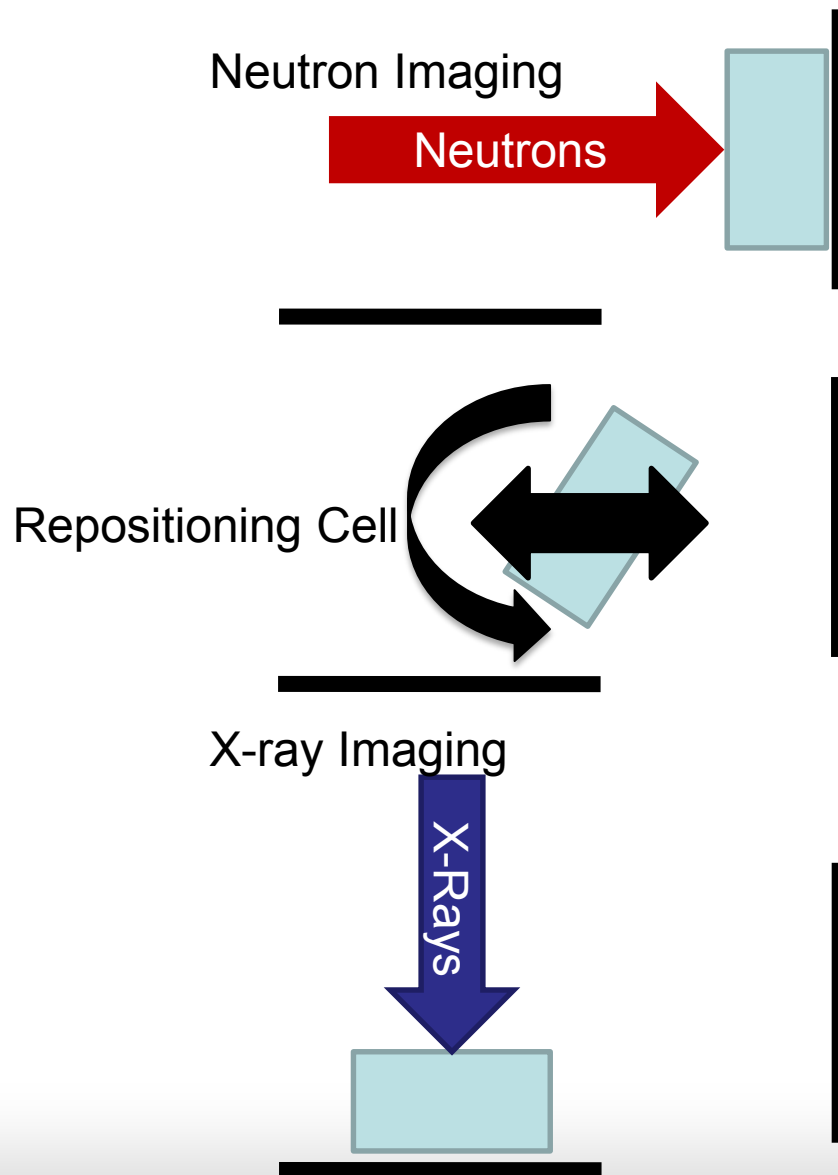 Neutron Imaging
Neutrons
Repositioning Cell
X-ray Imaging
X-Rays